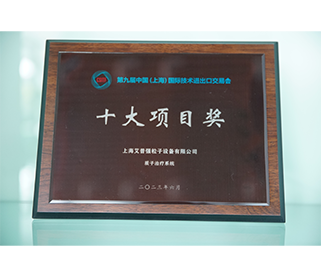 第九届中国(上海)国际技术进出口交易会
十大项目奖
上海艾普强粒子设备有限公司
质子治疗系统
二〇二三年六月